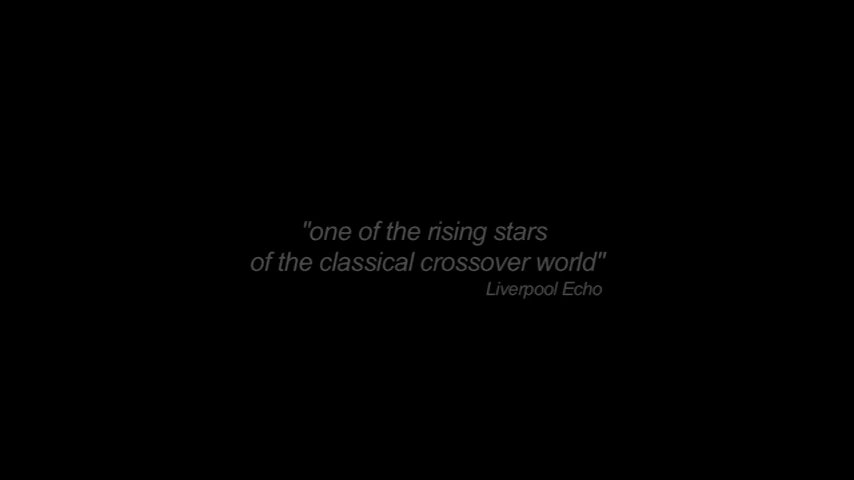 "one of the rising stars
of the classical crossover world"
Liverpool Echo